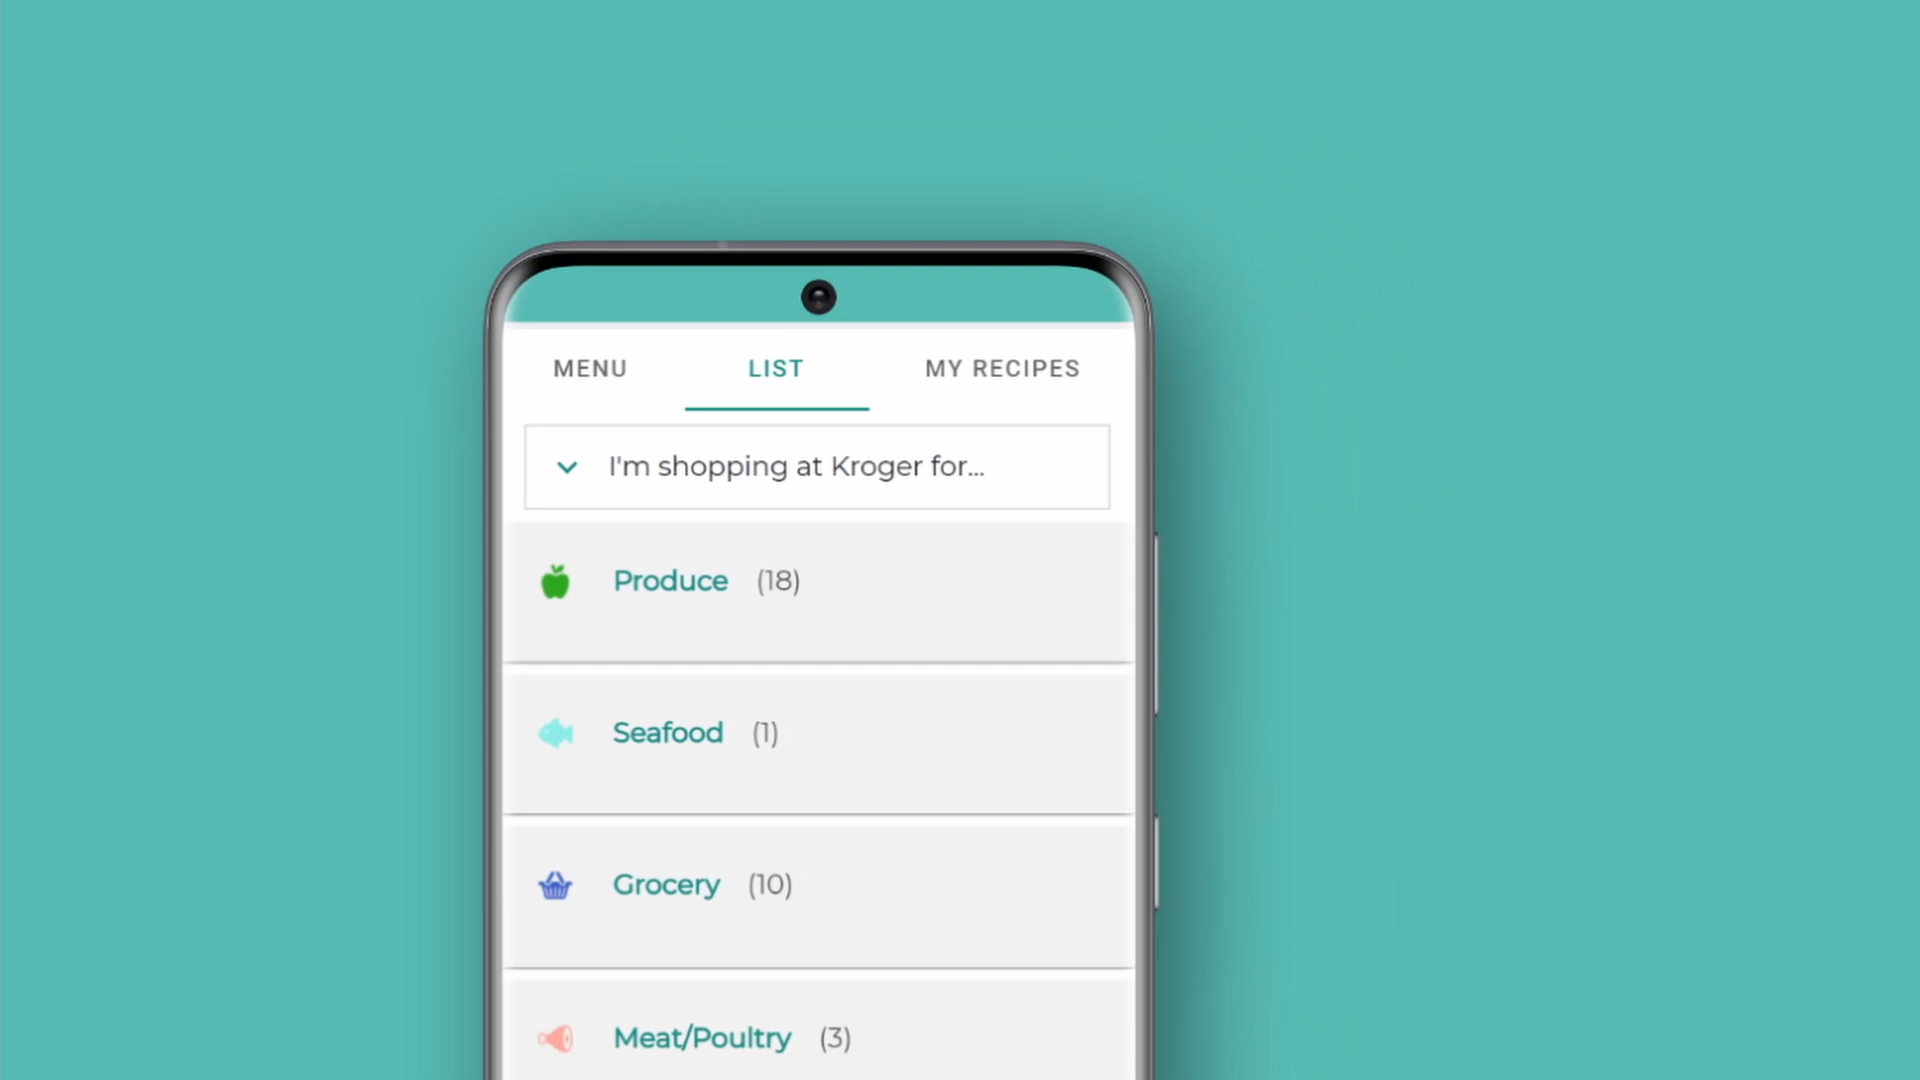 MENU LIST MY RECIPES
I'm shopping at Kroger for...
Produce (18)
Seafood (1)
Grocery (10)
Meat/Poultry (3)